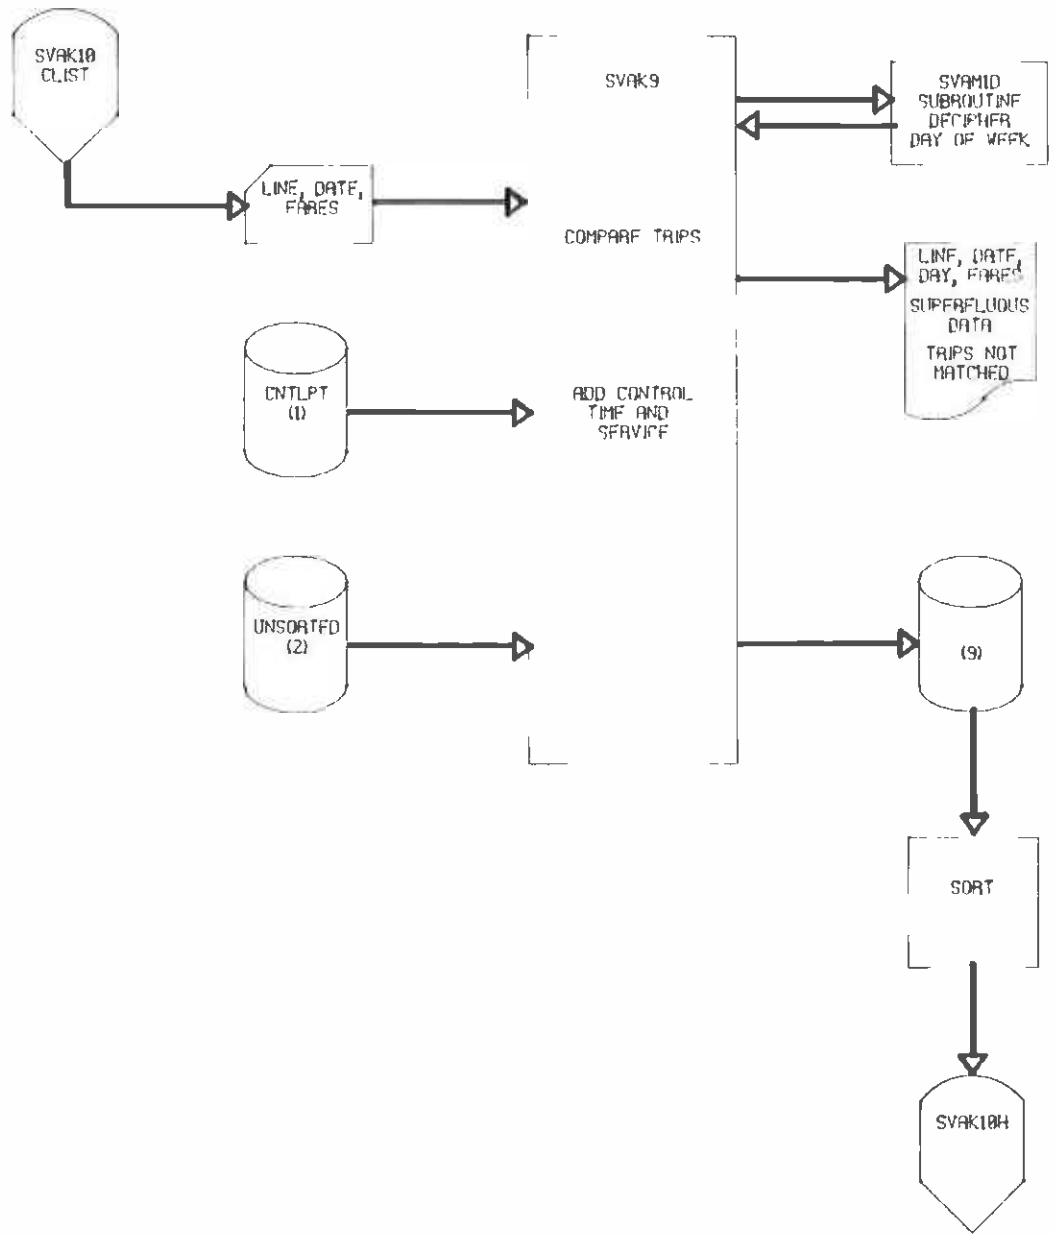 SVAK10
CLIST
SVAK9
SVAM1D
SUBROUTINE
DECIPHER
DAY OF WEEK
LINE, DATE,
FARES
COMPARE TRIPS
LINE, DATE,
DAY, FARES
SUPERFLUOUS
DATA
TRIPS NOT
MATCHED
CNTLPT
(1)
ADD CONTROL
TIME AND
SERVICE
UNSORTED
(2)
(9)
SORT
SVAK10H